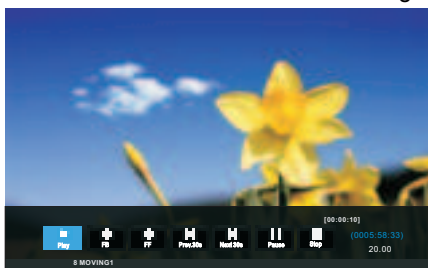 [00:00:10]
(0005:58:33)
Play FB FF Prev.30s Next 30s Pause Stop
20.00
8 MOVING1